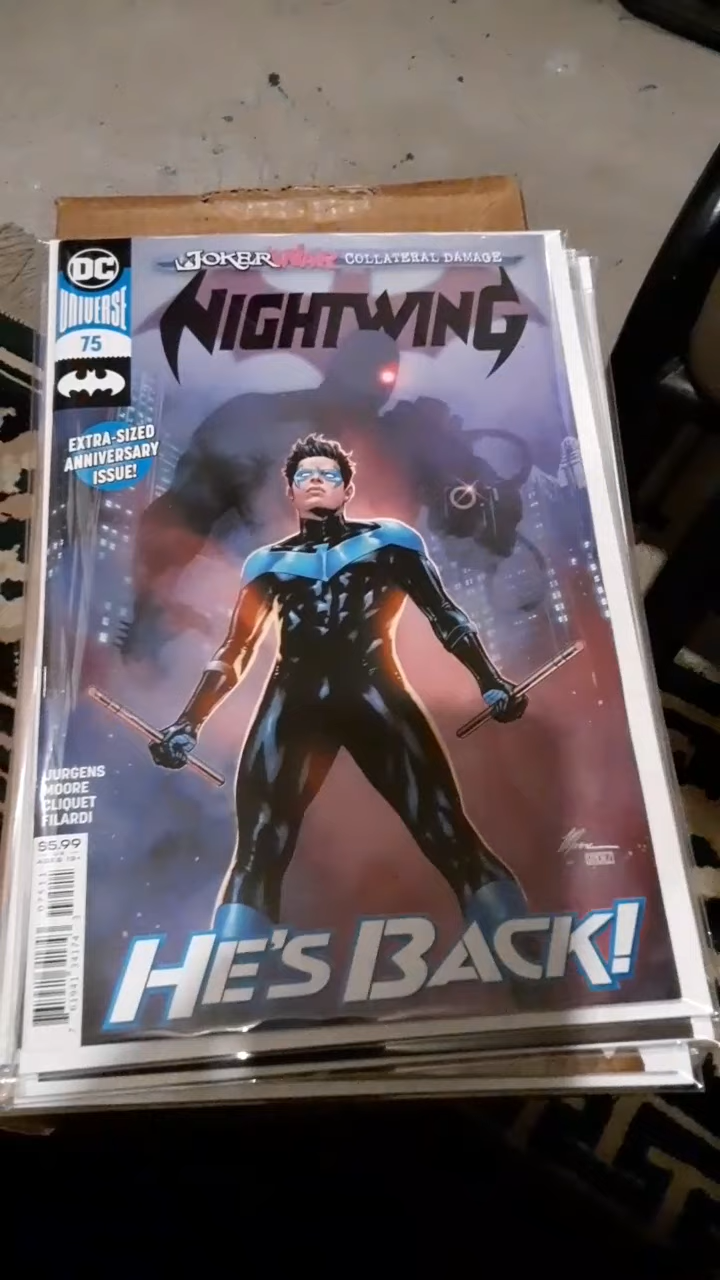 JOKER WAR COLLATERAL DAMAGE
DC
UNIVERSE
NIGHTWING
75
EXTRA-SIZED
ANNIVERSARY
ISSUE!
JURGENS
MOORE
CLIQUET
FILARDI
$5.99
HE'S BACK!